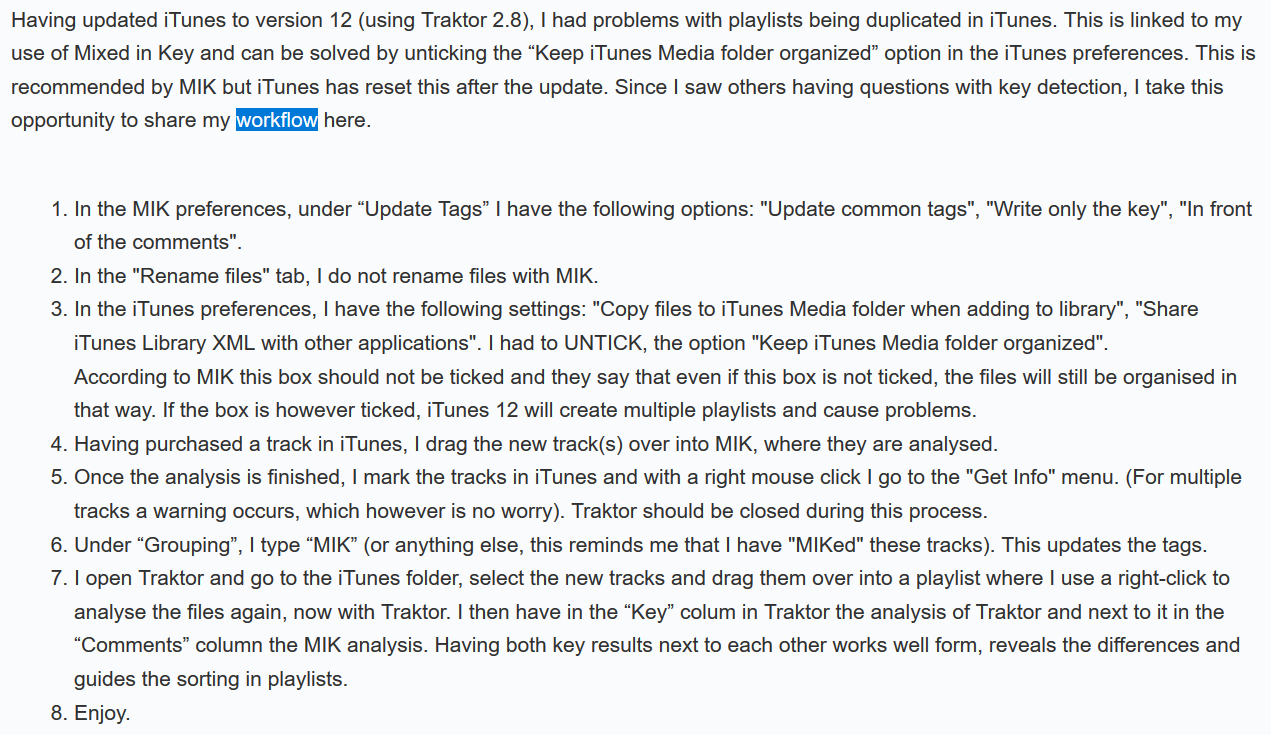 Having updated iTunes to version 12 (using Traktor 2.8), I had problems with playlists being duplicated in iTunes. This is linked to my
use of Mixed in Key and can be solved by unticking the “Keep iTunes Media folder organized” option in the iTunes preferences. This is
recommended by MIK but iTunes has reset this after the update. Since I saw others having questions with key detection, I take this
opportunity to share my workflow here.
1. In the MIK preferences, under “Update Tags” I have the following options: "Update common tags", "Write only the key", "In front
of the comments".
2. In the "Rename files" tab, I do not rename files with MIK.
3. In the iTunes preferences, I have the following settings: "Copy files to iTunes Media folder when adding to library", "Share
iTunes Library XML with other applications". I had to UNTICK, the option "Keep iTunes Media folder organized".
According to MIK this box should not be ticked and they say that even if this box is not ticked, the files will still be organised in
that way. If the box is however ticked, iTunes 12 will create multiple playlists and cause problems.
4. Having purchased a track in iTunes, I drag the new track(s) over into MIK, where they are analysed.
5. Once the analysis is finished, I mark the tracks in iTunes and with a right mouse click I go to the "Get Info" menu. (For multiple
tracks a warning occurs, which however is no worry). Traktor should be closed during this process.
6. Under “Grouping”, I type “MIK” (or anything else, this reminds me that I have "MIKed" these tracks). This updates the tags.
7. I open Traktor and go to the iTunes folder, select the new tracks and drag them over into a playlist where I use a right-click to
analyse the files again, now with Traktor. I then have in the “Key” colum in Traktor the analysis of Traktor and next to it in the
“Comments” column the MIK analysis. Having both key results next to each other works well form, reveals the differences and
guides the sorting in playlists.
8. Enjoy.